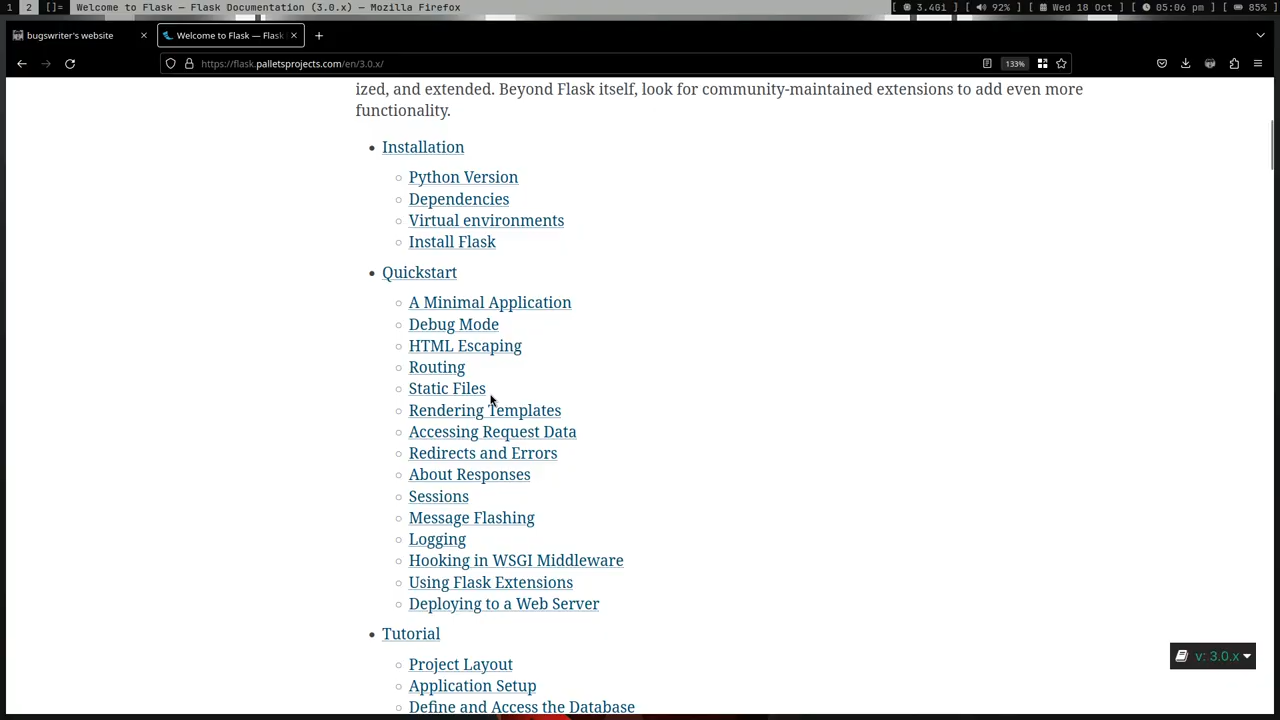 1 2 []= Welcome to Flask — Flask Documentation (3.0.x) — Mozilla Firefox [ 3.4Gi ] [ 92% ] [ Wed 18 Oct ] [ 05:06 pm ] [ 85% ]
bugswriter's website
Welcome to Flask — Flask
https://flask.palletsprojects.com/en/3.0.x/
133%
ized, and extended. Beyond Flask itself, look for community-maintained extensions to add even more
functionality.
Installation
Python Version
Dependencies
Virtual environments
Install Flask
Quickstart
A Minimal Application
Debug Mode
HTML Escaping
Routing
Static Files
Rendering Templates
Accessing Request Data
Redirects and Errors
About Responses
Sessions
Message Flashing
Logging
Hooking in WSGI Middleware
Using Flask Extensions
Deploying to a Web Server
Tutorial
Project Layout
Application Setup
Define and Access the Database
v: 3.0.x